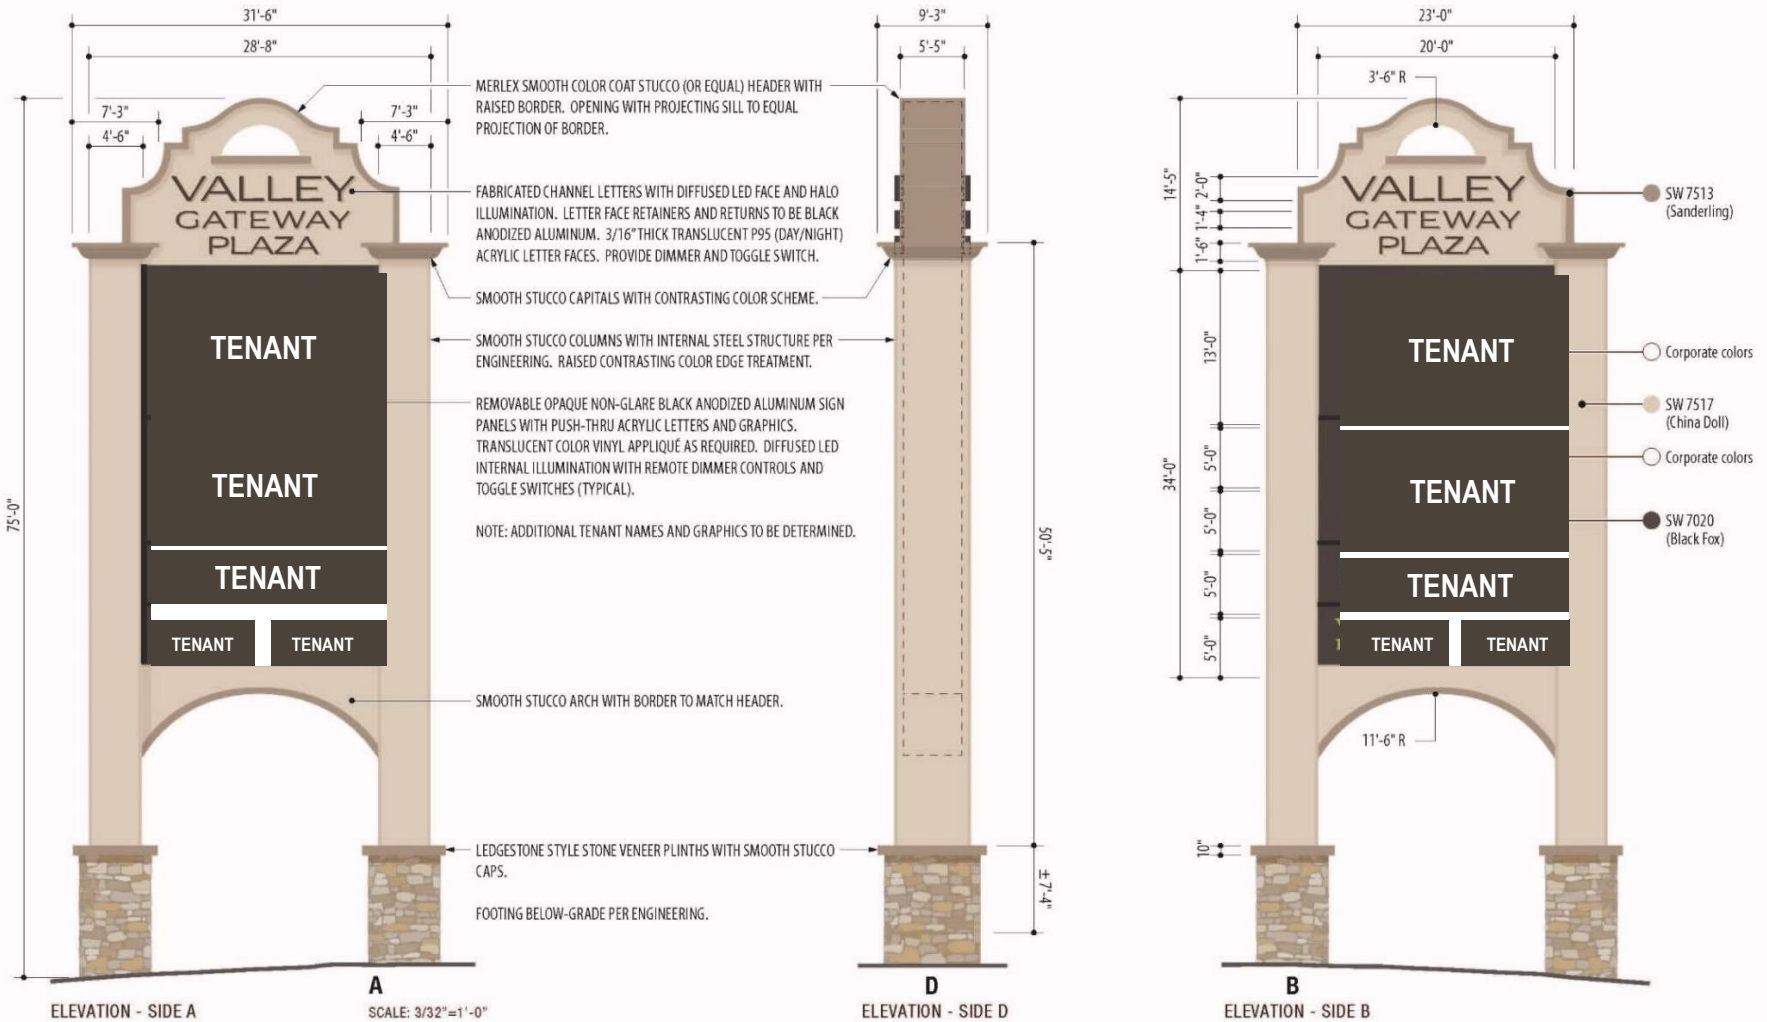 31'-6"
28'-8"
7'-3"
7'-3"
4'-6"
4'-6"
75'-0"
VALLEY
GATEWAY
PLAZA
TENANT
TENANT
TENANT
TENANT
TENANT
A
ELEVATION - SIDE A
SCALE: 3/32"=1'-0"
MERLEX SMOOTH COLOR COAT STUCCO (OR EQUAL) HEADER WITH
RAISED BORDER. OPENING WITH PROJECTING SILL TO EQUAL
PROJECTION OF BORDER.
FABRICATED CHANNEL LETTERS WITH DIFFUSED LED FACE AND HALO
ILLUMINATION. LETTER FACE RETAINERS AND RETURNS TO BE BLACK
ANODIZED ALUMINUM. 3/16" THICK TRANSLUCENT P95 (DAY/NIGHT)
ACRYLIC LETTER FACES. PROVIDE DIMMER AND TOGGLE SWITCH.
SMOOTH STUCCO CAPITALS WITH CONTRASTING COLOR SCHEME.
SMOOTH STUCCO COLUMNS WITH INTERNAL STEEL STRUCTURE PER
ENGINEERING. RAISED CONTRASTING COLOR EDGE TREATMENT.
REMOVABLE OPAQUE NON-GLARE BLACK ANODIZED ALUMINUM SIGN
PANELS WITH PUSH-THRU ACRYLIC LETTERS AND GRAPHICS.
TRANSLUCENT COLOR VINYL APPLIQUÉ AS REQUIRED. DIFFUSED LED
INTERNAL ILLUMINATION WITH REMOTE DIMMER CONTROLS AND
TOGGLE SWITCHES (TYPICAL).
NOTE: ADDITIONAL TENANT NAMES AND GRAPHICS TO BE DETERMINED.
SMOOTH STUCCO ARCH WITH BORDER TO MATCH HEADER.
LEDGESTONE STYLE STONE VENEER PLINTHS WITH SMOOTH STUCCO
CAPS.
FOOTING BELOW-GRADE PER ENGINEERING.
9'-3"
5'-5"
50'-5"
±7'-4"
D
ELEVATION - SIDE D
23'-0"
20'-0"
3'-6" R
14'-5"
2'-0"
1'-4"
1'-6"
34'-0"
13'-0"
5'-0"
5'-0"
5'-0"
5'-0"
10"
VALLEY
GATEWAY
PLAZA
TENANT
TENANT
TENANT
TENANT
TENANT
11'-6" R
SW 7513
(Sanderling)
Corporate colors
SW 7517
(China Doll)
Corporate colors
SW 7020
(Black Fox)
B
ELEVATION - SIDE B